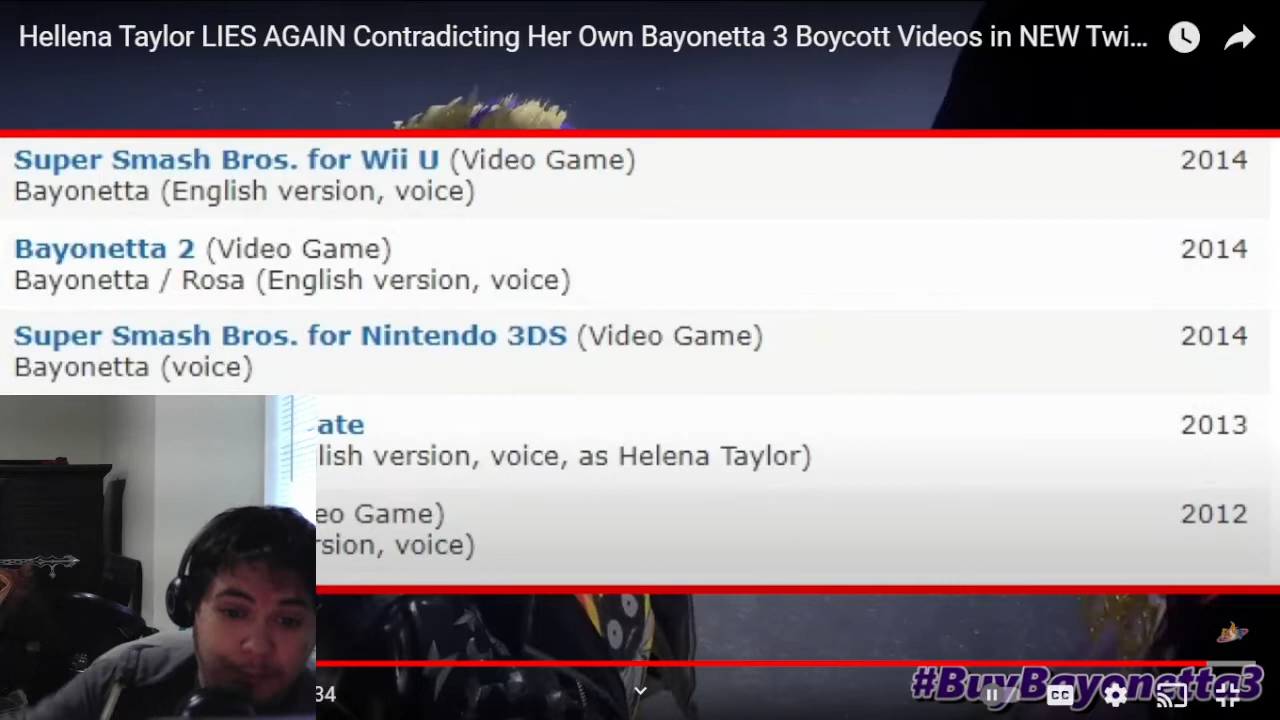 Hellena Taylor LIES AGAIN Contradicting Her Own Bayonetta 3 Boycott Videos in NEW Twi...
Super Smash Bros. for Wii U (Video Game) 2014
Bayonetta (English version, voice)
Bayonetta 2 (Video Game) 2014
Bayonetta / Rosa (English version, voice)
Super Smash Bros. for Nintendo 3DS (Video Game) 2014
Bayonetta (voice)
ate 2013
lish version, voice, as Helena Taylor)
eo Game) 2012
rsion, voice)
#BuyBayonetta3
34
CC